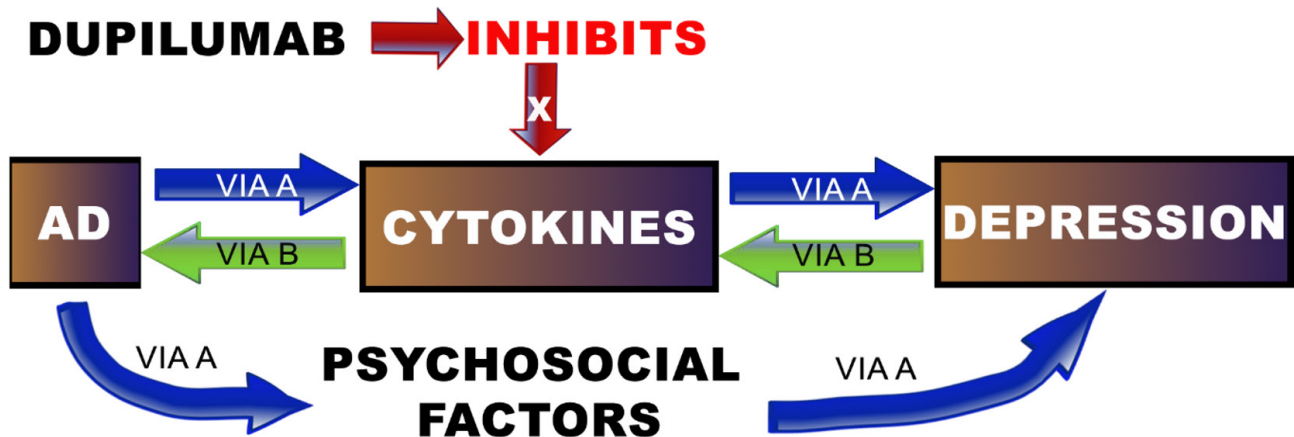 DUPILUMAB INHIBITS
X
VIA A VIA A
AD CYTOKINES DEPRESSION
VIA B VIA B
VIA A PSYCHOSOCIAL VIA A
FACTORS